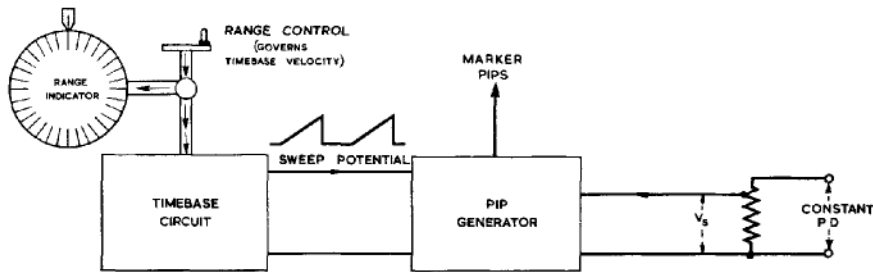 RANGE CONTROL
(GOVERNS
TIMEBASE VELOCITY)
RANGE
INDICATOR
MARKER
PIPS
SWEEP POTENTIAL
TIMEBASE
CIRCUIT
PIP
GENERATOR
Vs
CONSTANT
P D